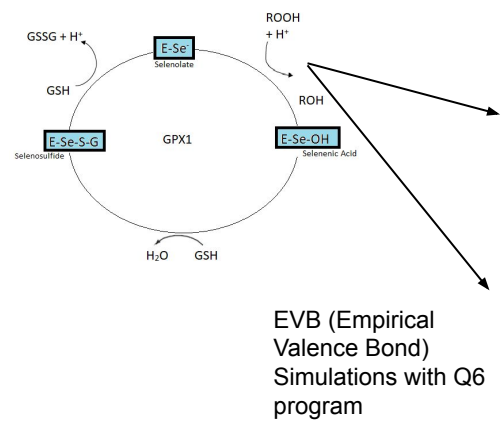 GSSG + H⁺
ROOH
+ H⁺
E-Se⁻
Selenolate
GSH
ROH
E-Se-S-G
Selenosulfide
GPX1
E-Se-OH
Selenenic Acid
H₂O GSH
EVB (Empirical
Valence Bond)
Simulations with Q6
program